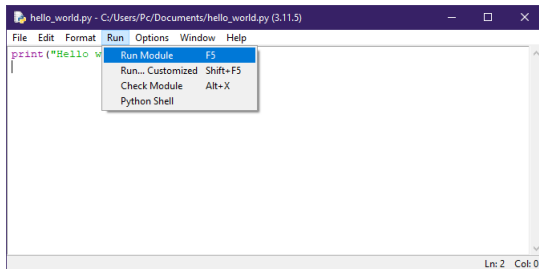 hello_world.py - C:/Users/Pc/Documents/hello_world.py (3.11.5)
File Edit Format Run Options Window Help
print("Hello w
Run Module F5
Run... Customized Shift+F5
Check Module Alt+X
Python Shell
Ln: 2 Col: 0